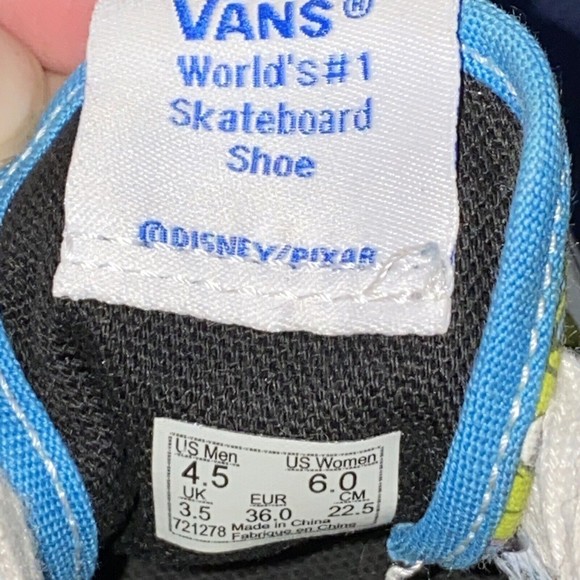 VANS®
World's #1
Skateboard
Shoe
©DISNEY/PIXAR
US Men US Women
4.5 6.0
UK EUR CM
3.5 36.0 22.5
721278 Made in China
Fabriqué en Chine